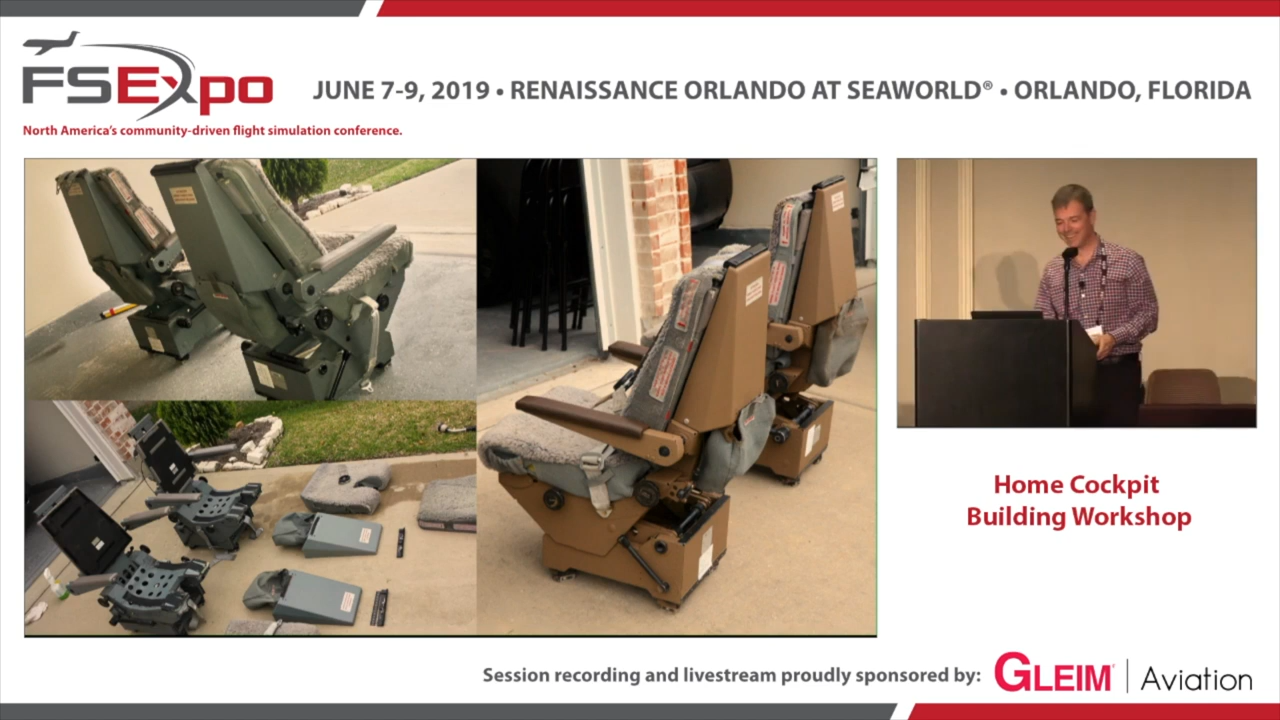 FSExpo
JUNE 7-9, 2019 • RENAISSANCE ORLANDO AT SEAWORLD® • ORLANDO, FLORIDA
North America's community-driven flight simulation conference.
Home Cockpit
Building Workshop
Session recording and livestream proudly sponsored by:
GLEIM® | Aviation